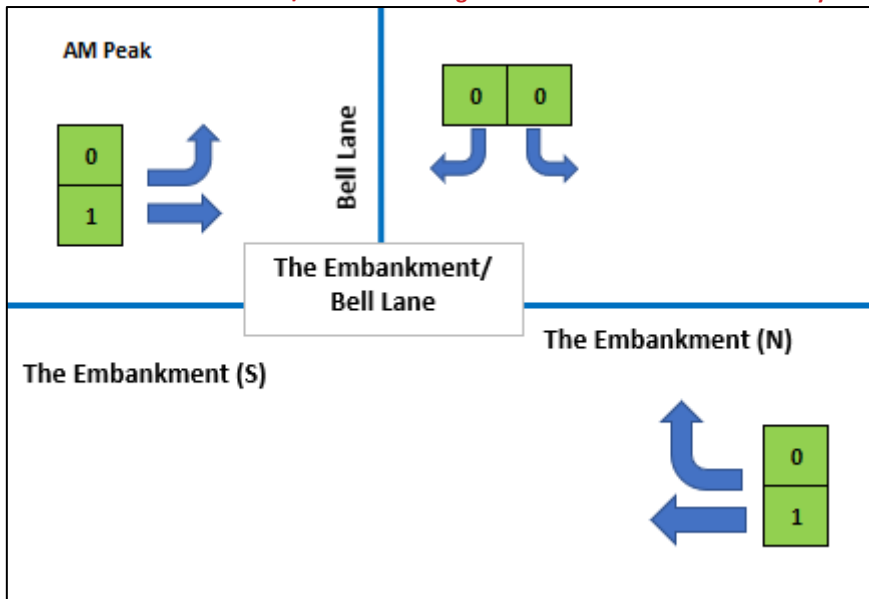 AM Peak
0 0
Bell Lane
0
1
The Embankment/
Bell Lane
The Embankment (N)
The Embankment (S)
0
1